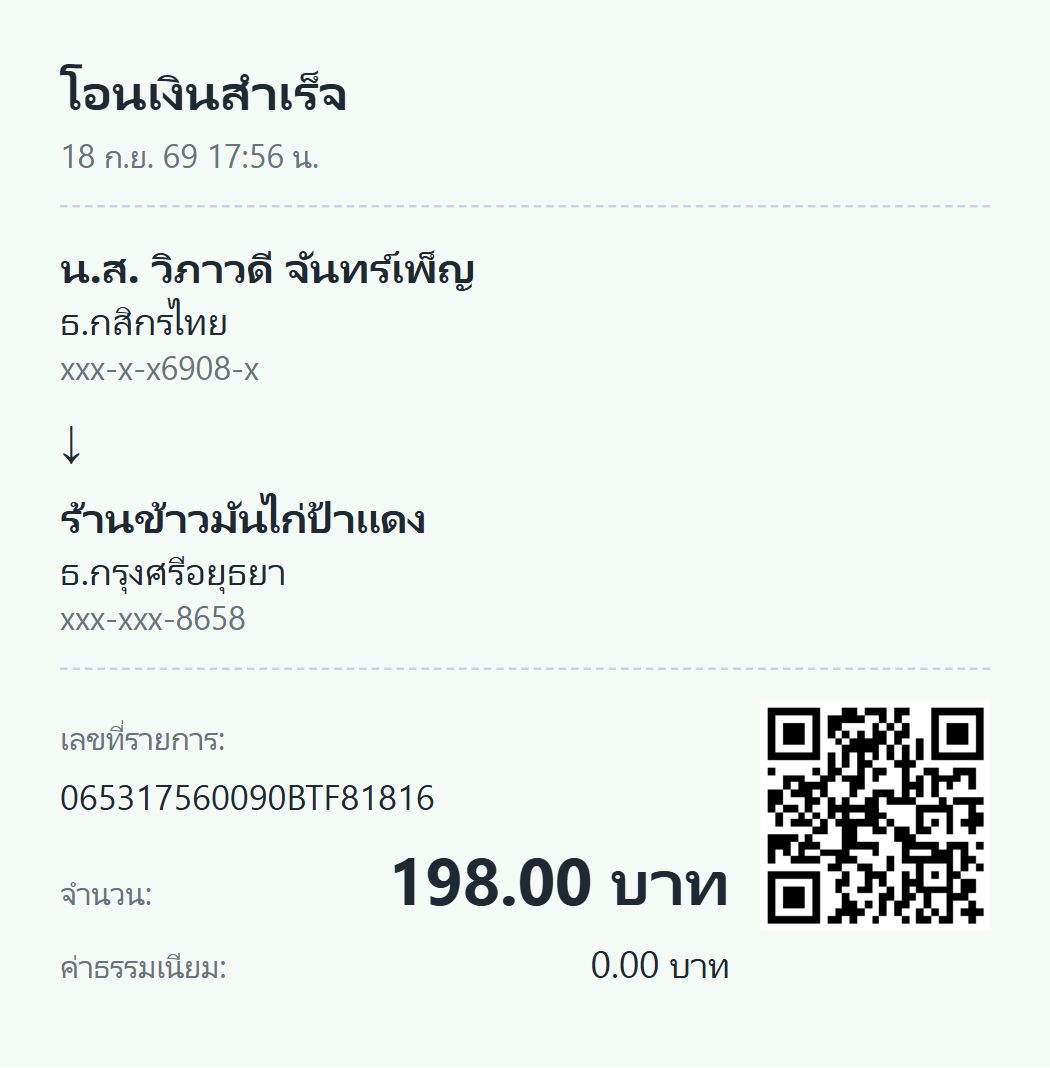 โอนเงินสำเร็จ
18 ก.ย. 69 17:56 น.
น.ส. วิภาวดี จันทร์เพ็ญ
ธ.กสิกรไทย
xxx-x-x6908-x
↓
ร้านข้าวมันไก่ป้าแดง
ธ.กรุงศรีอยุธยา
xxx-xxx-8658
เลขที่รายการ:
065317560090BTF81816
จำนวน: 198.00 บาท
ค่าธรรมเนียม: 0.00 บาท